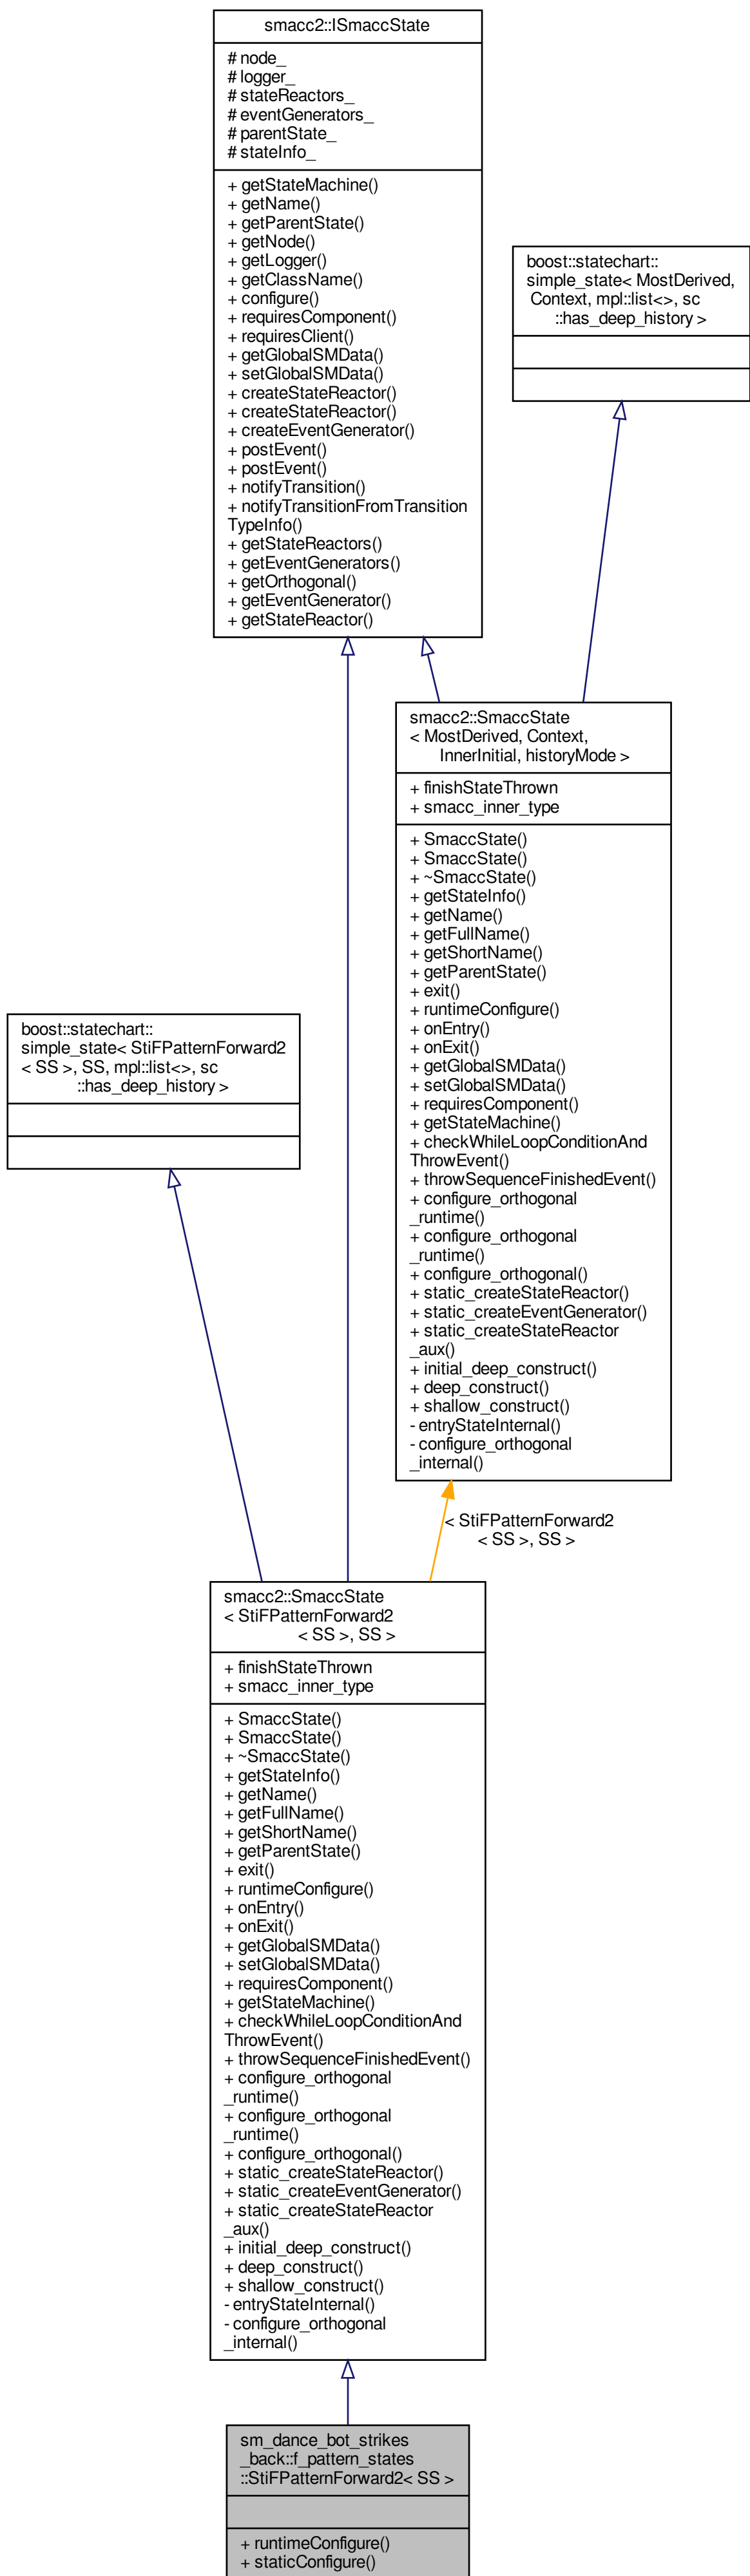 smacc2::ISmaccState
# node_
# logger_
# stateReactors_
# eventGenerators_
# parentState_
# stateInfo_
+ getStateMachine()
+ getName()
+ getParentState()
+ getNode()
+ getLogger()
+ getClassName()
+ configure()
+ requiresComponent()
+ requiresClient()
+ getGlobalSMData()
+ setGlobalSMData()
+ createStateReactor()
+ createStateReactor()
+ createEventGenerator()
+ postEvent()
+ postEvent()
+ notifyTransition()
+ notifyTransitionFromTransition
TypeInfo()
+ getStateReactors()
+ getEventGenerators()
+ getOrthogonal()
+ getEventGenerator()
+ getStateReactor()
boost::statechart::
simple_state< MostDerived,
Context, mpl::list<>, sc
::has_deep_history >
smacc2::SmaccState
< MostDerived, Context,
InnerInitial, historyMode >
+ finishStateThrown
+ smacc_inner_type
+ SmaccState()
+ SmaccState()
+ ~SmaccState()
+ getStateInfo()
+ getName()
+ getFullName()
+ getShortName()
+ getParentState()
+ exit()
+ runtimeConfigure()
+ onEntry()
+ onExit()
+ getGlobalSMData()
+ setGlobalSMData()
+ requiresComponent()
+ getStateMachine()
+ checkWhileLoopConditionAnd
ThrowEvent()
+ throwSequenceFinishedEvent()
+ configure_orthogonal
_runtime()
+ configure_orthogonal
_runtime()
+ configure_orthogonal()
+ static_createStateReactor()
+ static_createEventGenerator()
+ static_createStateReactor
_aux()
+ initial_deep_construct()
+ deep_construct()
+ shallow_construct()
- entryStateInternal()
- configure_orthogonal
_internal()
boost::statechart::
simple_state< StiFPatternForward2
< SS >, SS, mpl::list<>, sc
::has_deep_history >
< StiFPatternForward2
< SS >, SS >
smacc2::SmaccState
< StiFPatternForward2
< SS >, SS >
+ finishStateThrown
+ smacc_inner_type
+ SmaccState()
+ SmaccState()
+ ~SmaccState()
+ getStateInfo()
+ getName()
+ getFullName()
+ getShortName()
+ getParentState()
+ exit()
+ runtimeConfigure()
+ onEntry()
+ onExit()
+ getGlobalSMData()
+ setGlobalSMData()
+ requiresComponent()
+ getStateMachine()
+ checkWhileLoopConditionAnd
ThrowEvent()
+ throwSequenceFinishedEvent()
+ configure_orthogonal
_runtime()
+ configure_orthogonal
_runtime()
+ configure_orthogonal()
+ static_createStateReactor()
+ static_createEventGenerator()
+ static_createStateReactor
_aux()
+ initial_deep_construct()
+ deep_construct()
+ shallow_construct()
- entryStateInternal()
- configure_orthogonal
_internal()
sm_dance_bot_strikes
_back::f_pattern_states
::StiFPatternForward2< SS >
+ runtimeConfigure()
+ staticConfigure()